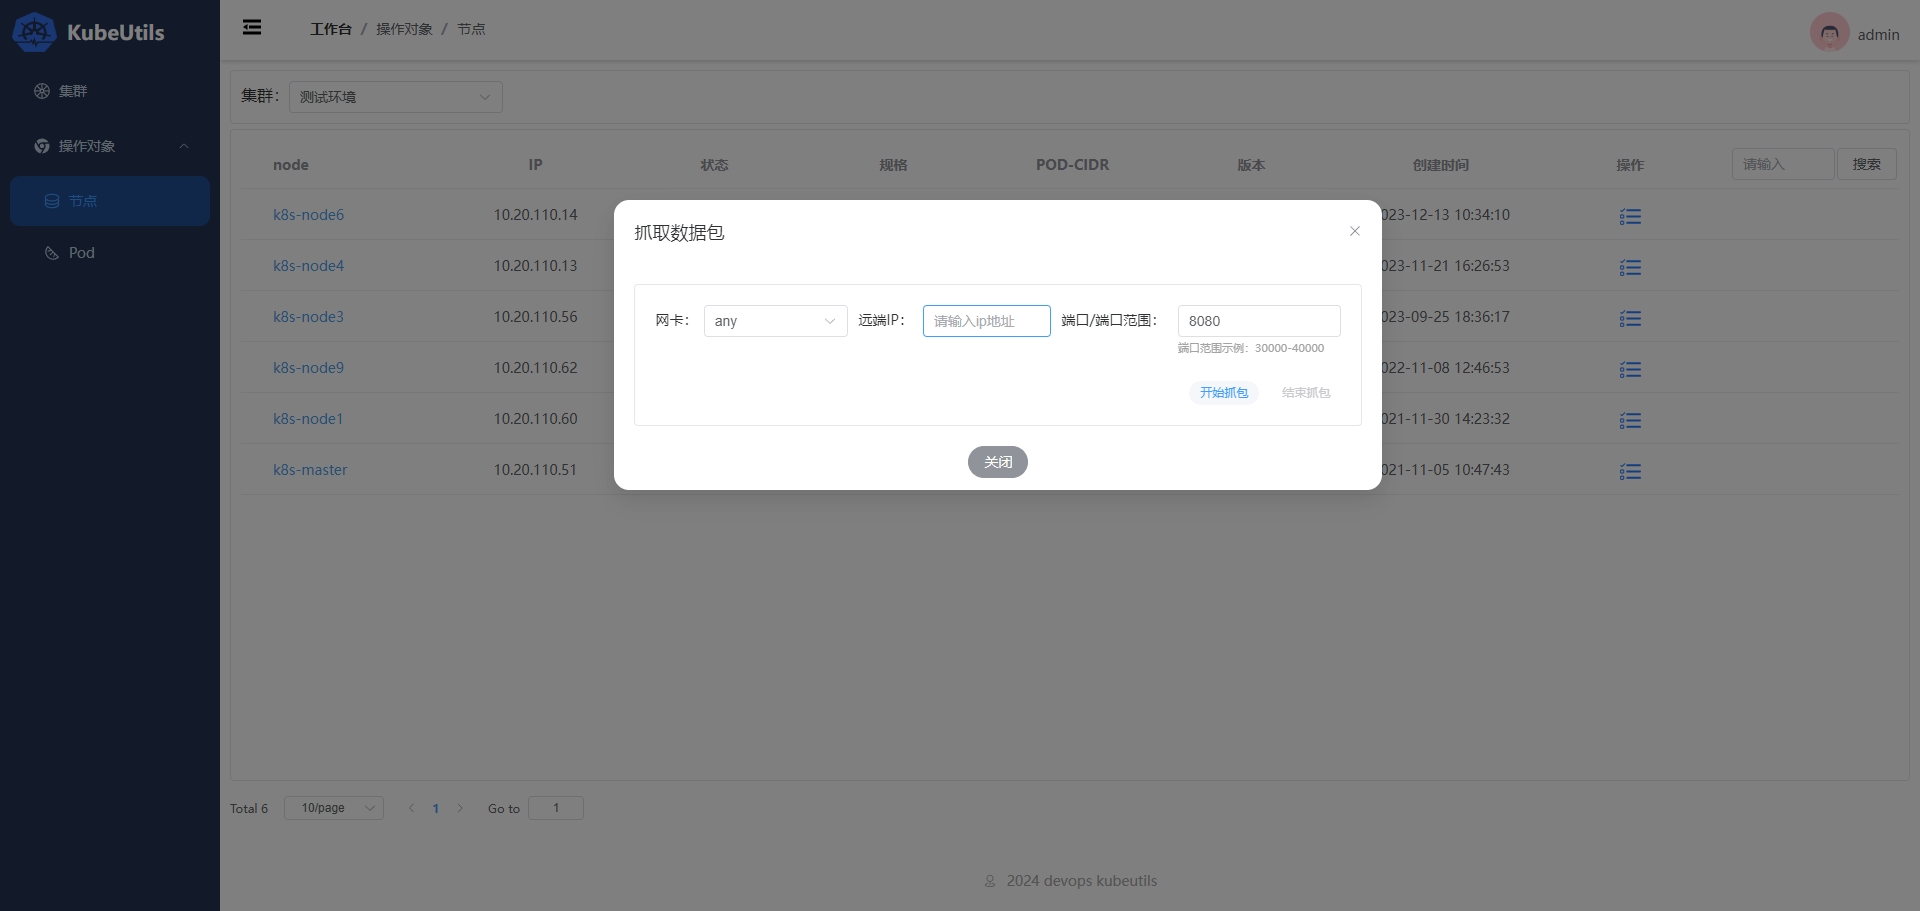 KubeUtils
工作台 / 操作对象 / 节点
admin
集群
操作对象
节点
Pod
集群： 测试环境
node IP 状态 规格 POD-CIDR 版本 创建时间 操作 请输入 搜索
k8s-node6 10.20.110.14 023-12-13 10:34:10
k8s-node4 10.20.110.13 023-11-21 16:26:53
k8s-node3 10.20.110.56 023-09-25 18:36:17
k8s-node9 10.20.110.62 022-11-08 12:46:53
k8s-node1 10.20.110.60 021-11-30 14:23:32
k8s-master 10.20.110.51 021-11-05 10:47:43
抓取数据包
网卡： any 远端IP： 请输入ip地址 端口/端口范围： 8080
端口范围示例：30000-40000
开始抓包 结束抓包
关闭
Total 6 10/page 1 Go to 1
2024 devops kubeutils